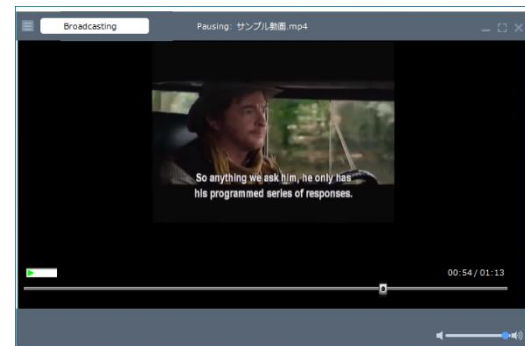 Broadcasting
Pausing: サンプル動画.mp4
So anything we ask him, he only has
his programmed series of responses.
00:54 / 01:13